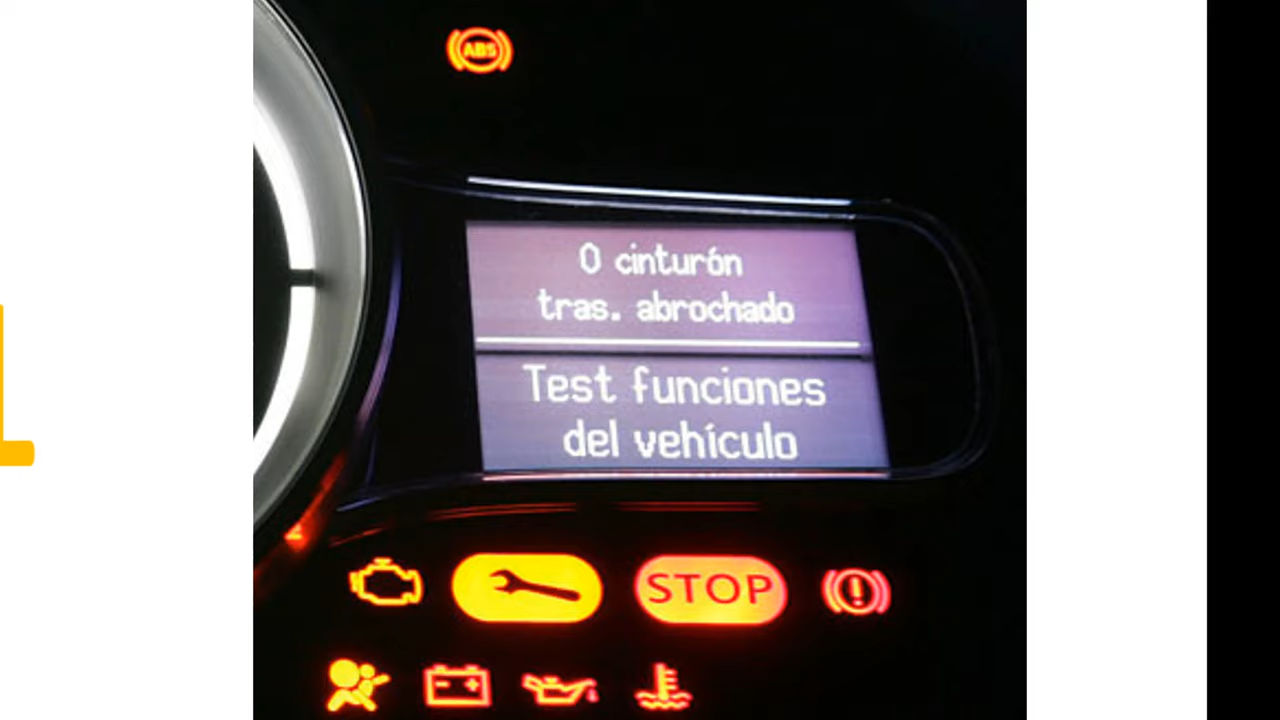 ABS
0 cinturón
tras. abrochado
Test funciones
del vehículo
STOP